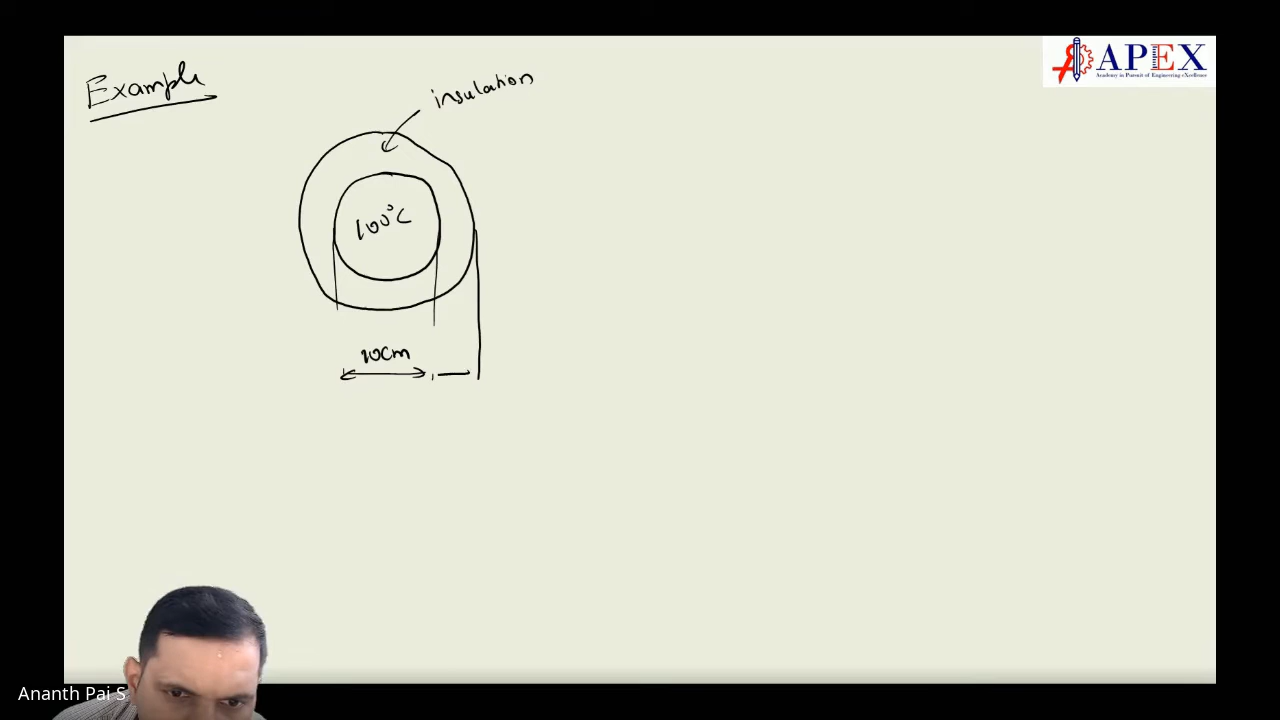 Example
APEX
Academy in Pursuit of Engineering eXcellence
insulation
100°C
10cm
Ananth Pai S